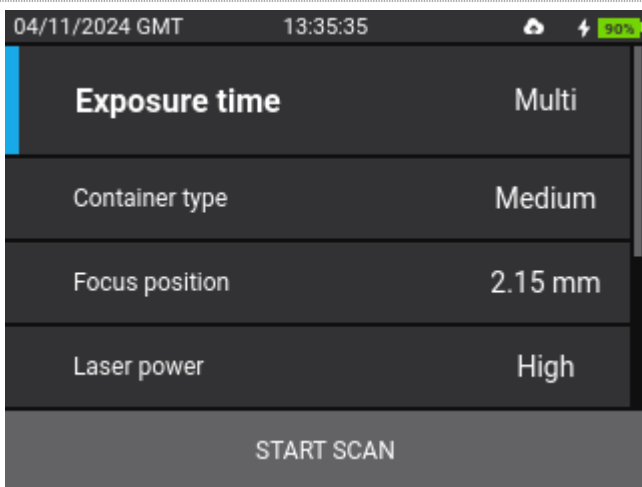 04/11/2024 GMT 13:35:35 90%
Exposure time Multi
Container type Medium
Focus position 2.15 mm
Laser power High
START SCAN